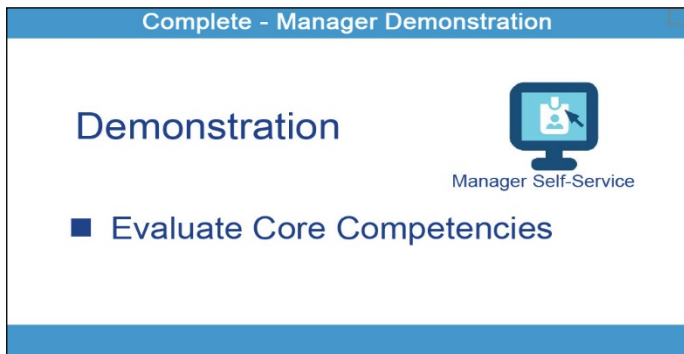 Complete - Manager Demonstration
Demonstration
Manager Self-Service
Evaluate Core Competencies